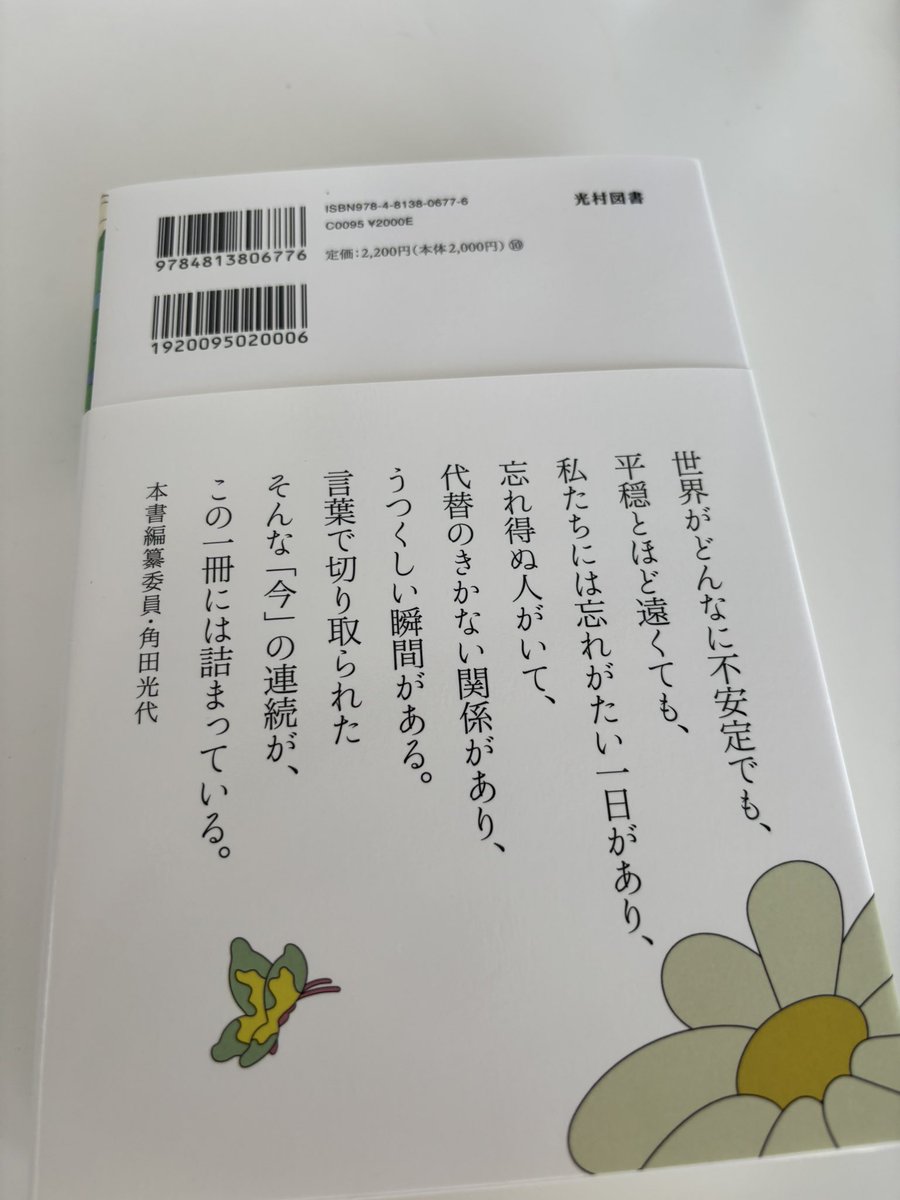 ISBN978-4-8138-0677-6
C0095 ¥2000E
定価：2,200円（本体2,000円）⑩
光村図書
9784813806776
1920095020006
世界がどんなに不安定でも、
平穏とほど遠くても、
私たちには忘れがたい一日があり、
忘れ得ぬ人がいて、
代替のきかない関係があり、
うつくしい瞬間がある。
言葉で切り取られた
そんな「今」の連続が、
この一冊には詰まっている。
本書編纂委員・角田光代